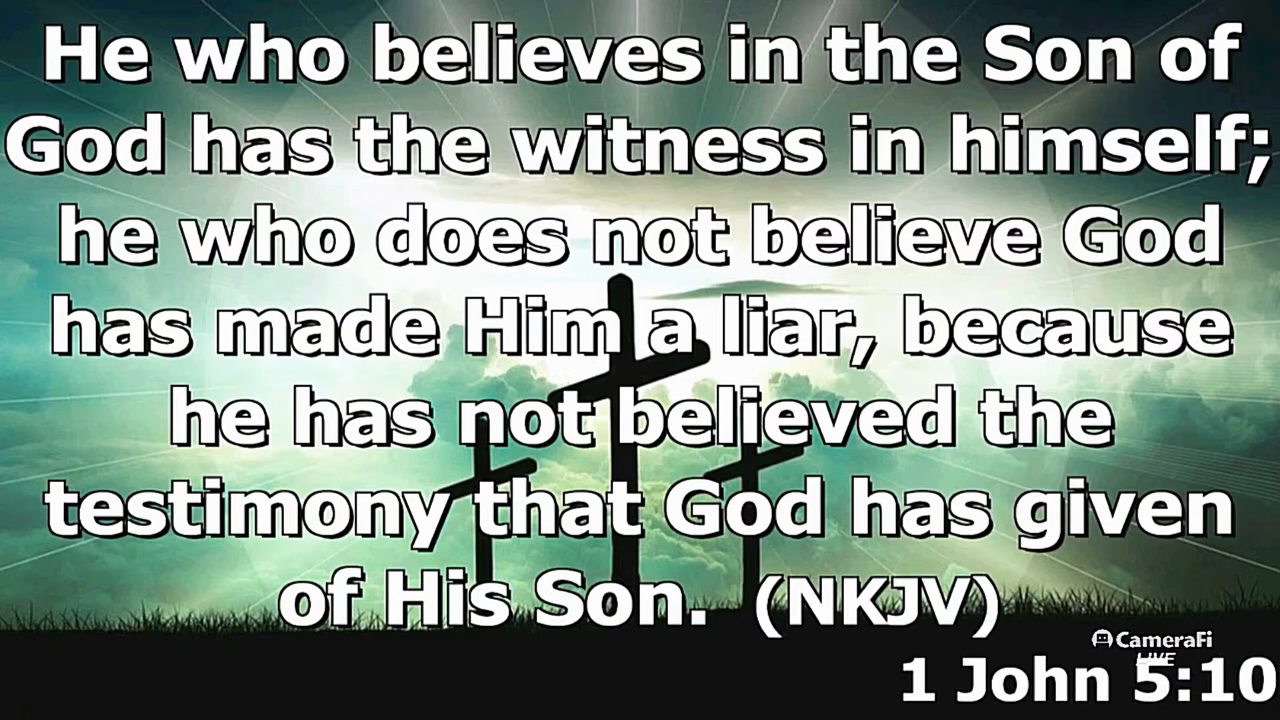 He who believes in the Son of
God has the witness in himself;
he who does not believe God
has made Him a liar, because
he has not believed the
testimony that God has given
of His Son. (NKJV)
CameraFi
LIVE
1 John 5:10